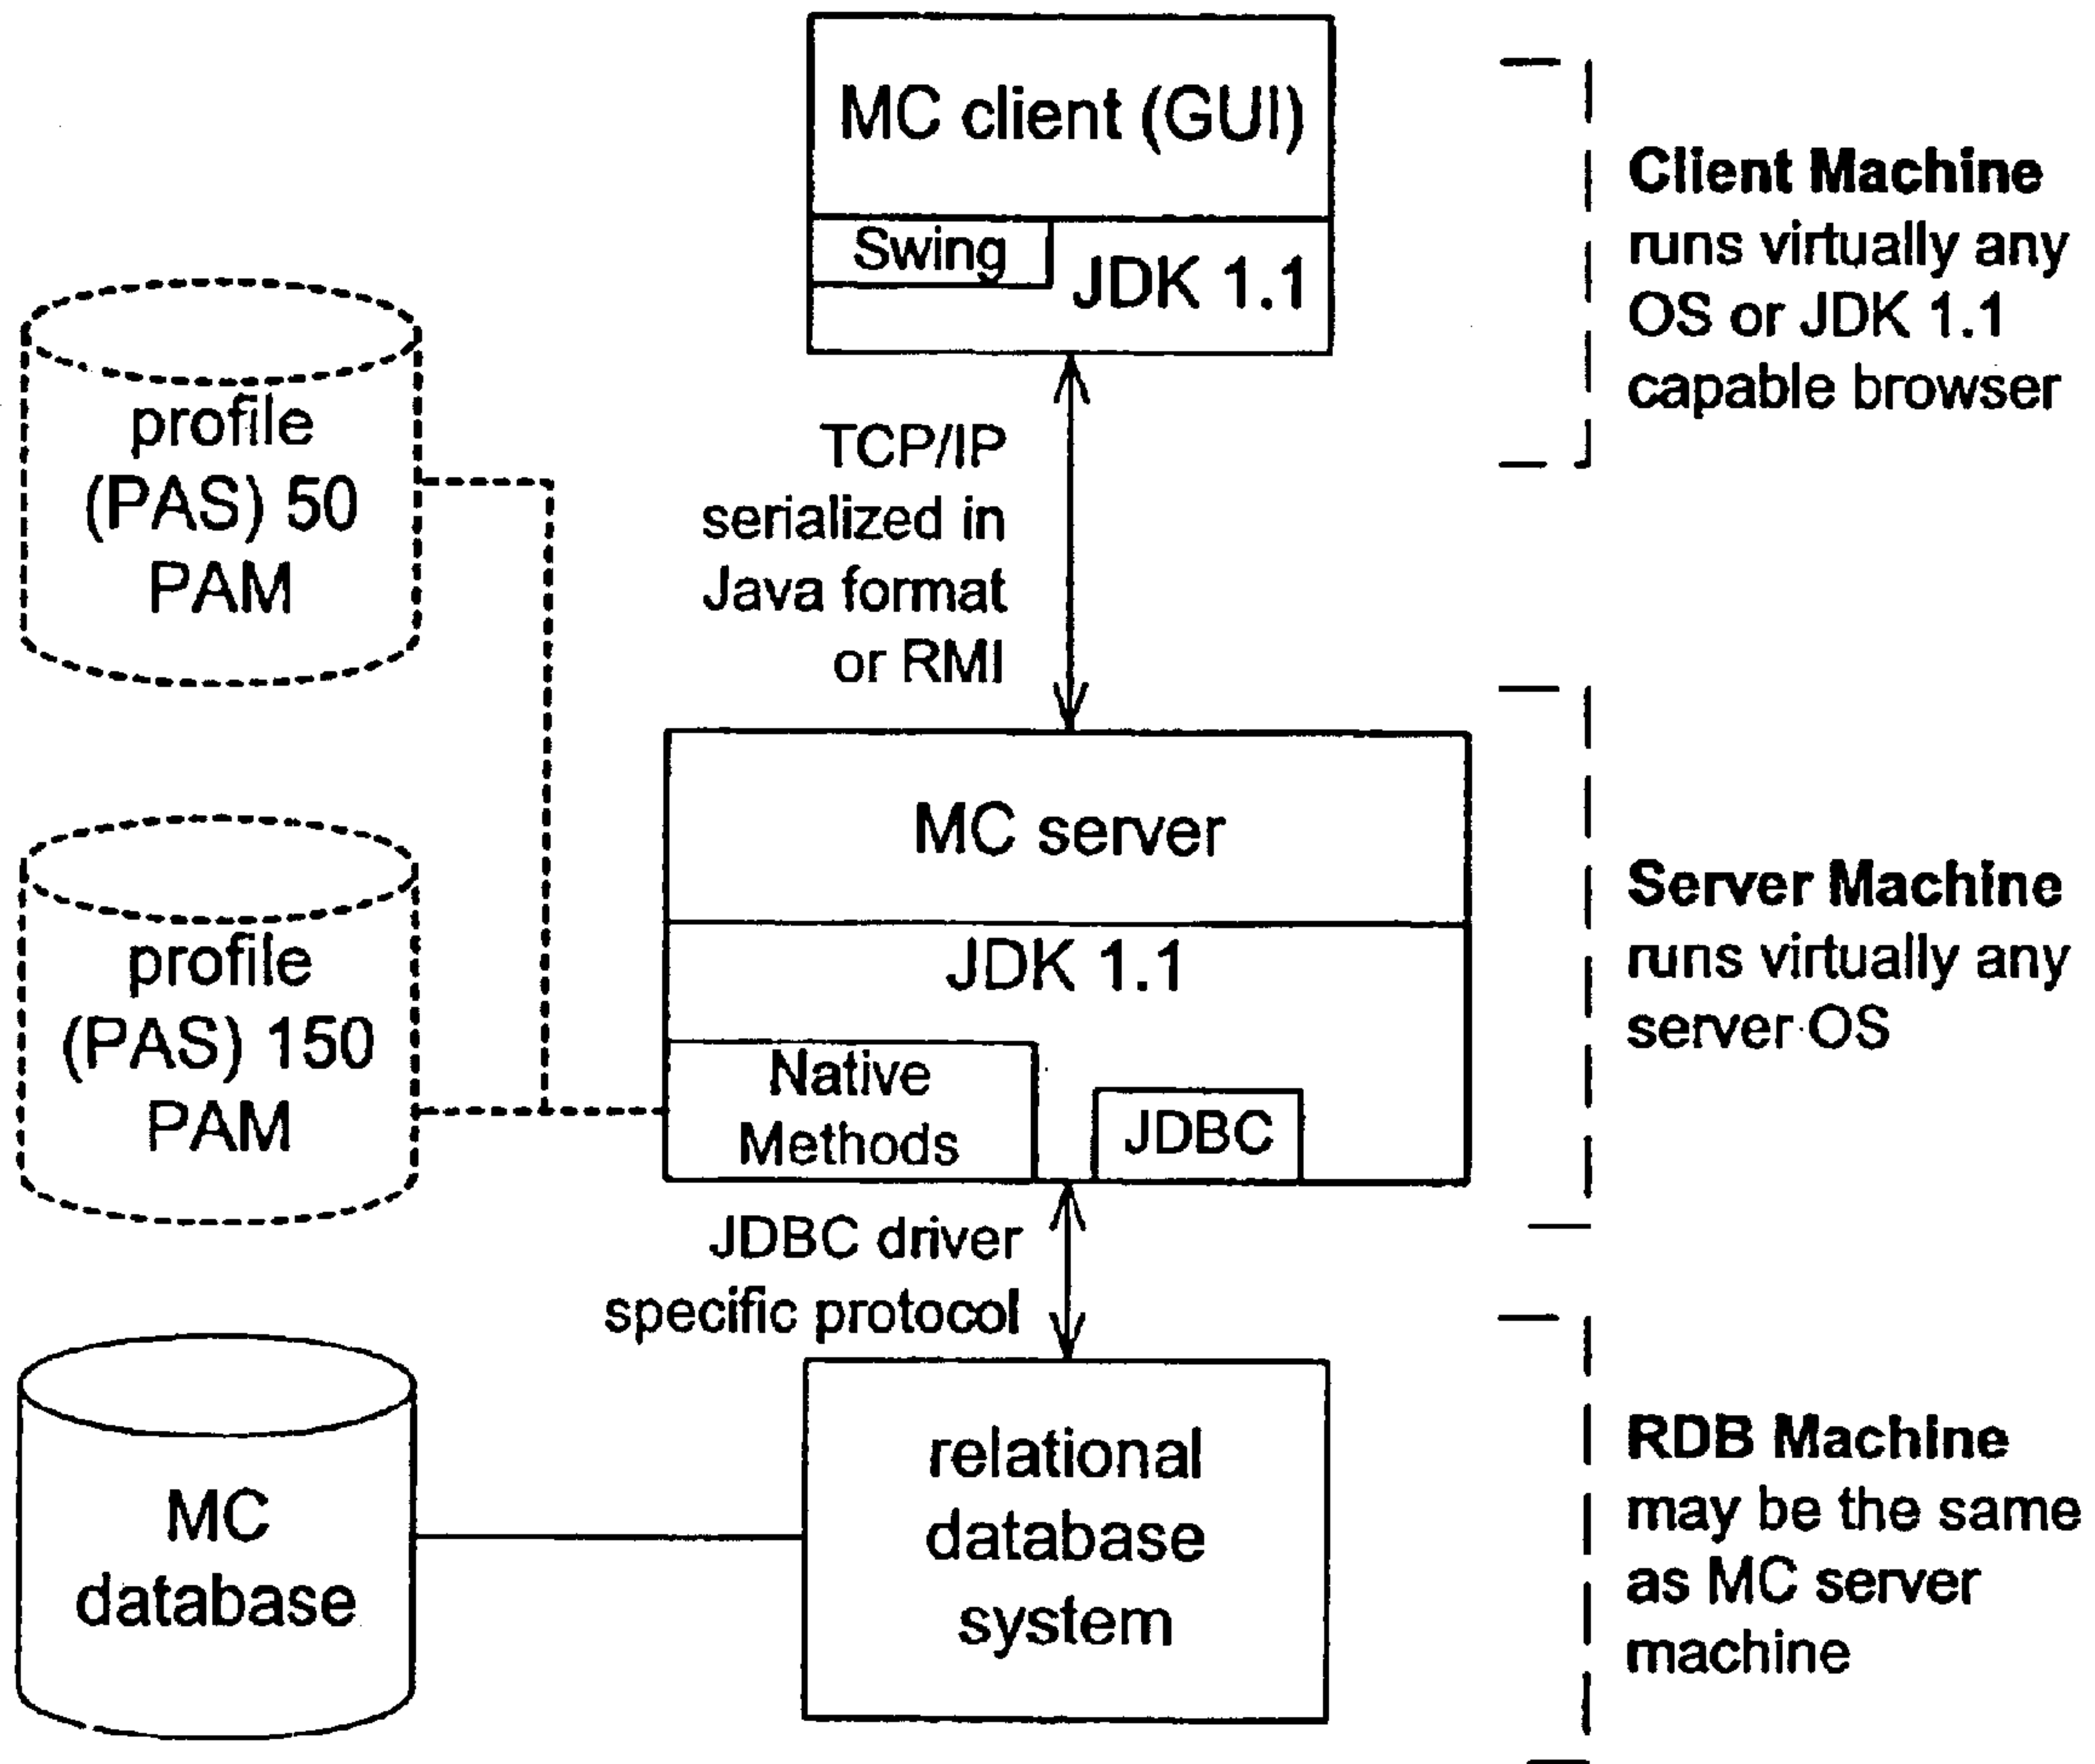 MC client (GUI)
Swing
JDK 1.1
Client Machine
runs virtually any
OS or JDK 1.1
capable browser
profile
(PAS) 50
PAM
TCP/IP
serialized in
Java format
or RMI
MC server
JDK 1.1
Native
Methods
JDBC
Server Machine
runs virtually any
server OS
profile
(PAS) 150
PAM
JDBC driver
specific protocol
MC
database
relational
database
system
RDB Machine
may be the same
as MC server
machine